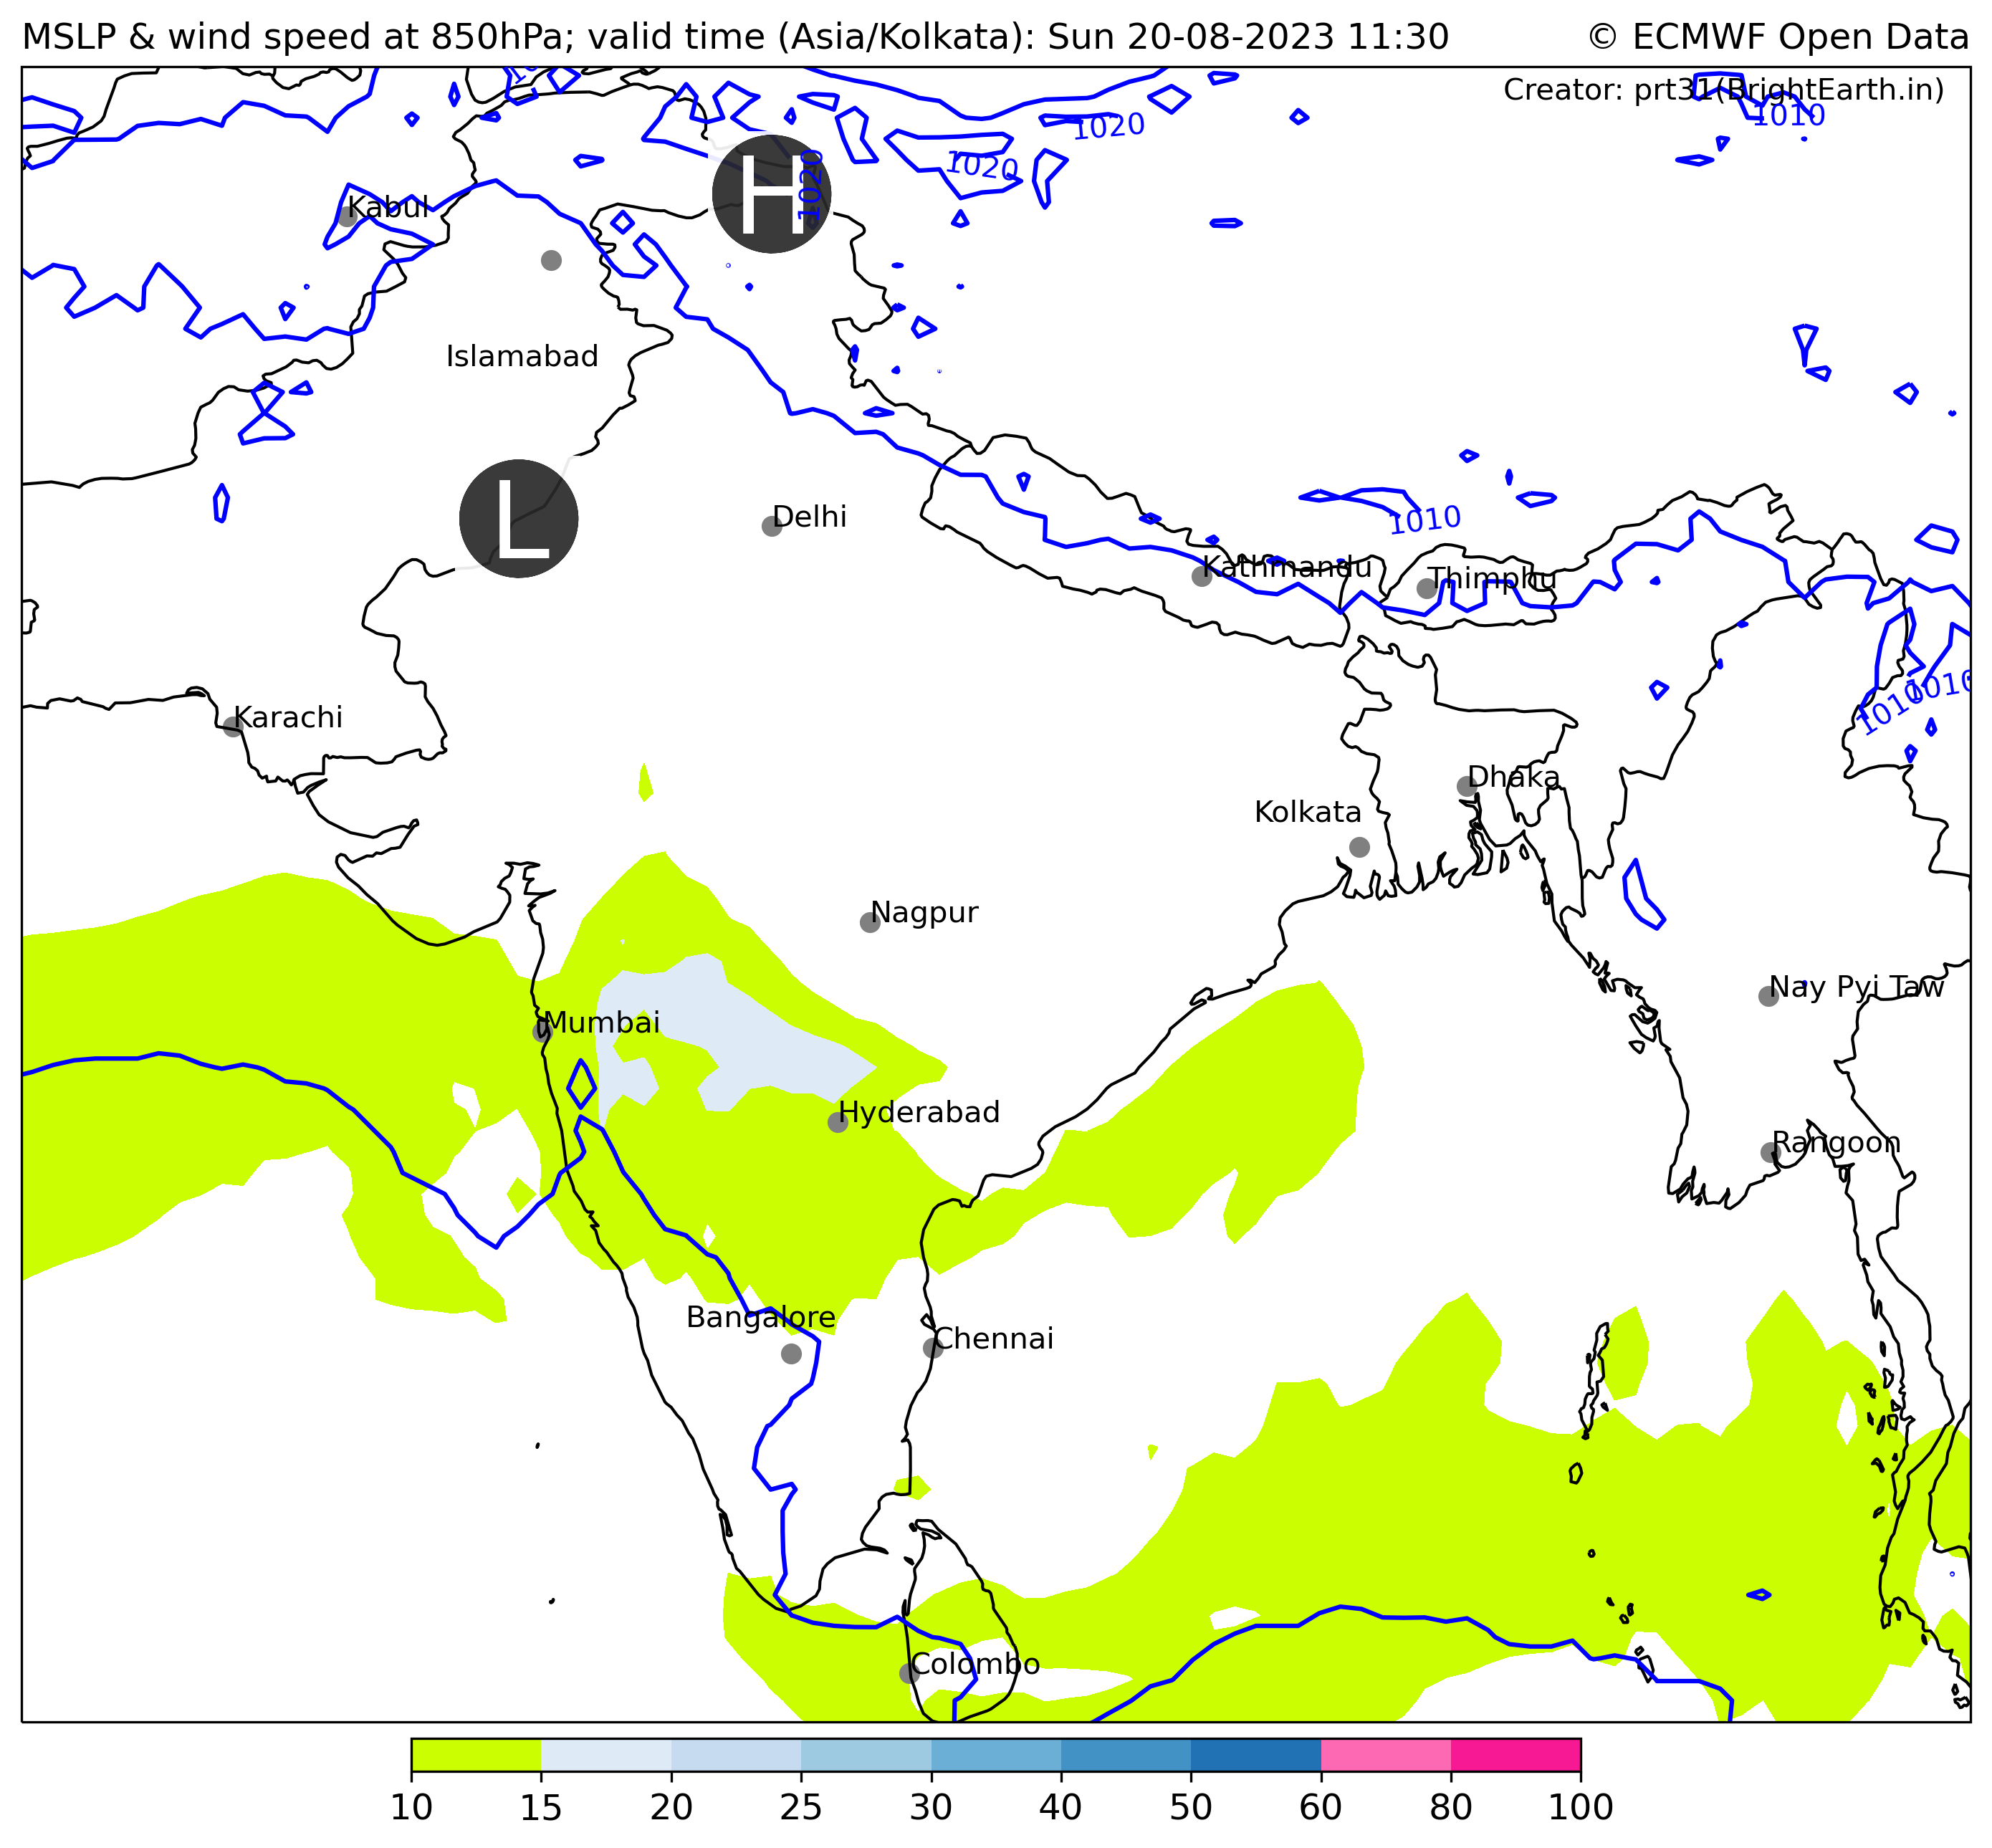 MSLP & wind speed at 850hPa; valid time (Asia/Kolkata): Sun 20-08-2023 11:30
© ECMWF Open Data
Creator: prt31(BrightEarth.in)
1010
1020
1020
H
1020
Kabul
Islamabad
L
Delhi
1010
Kathmandu
Thimphu
1010
1010
Karachi
Dhaka
Kolkata
Nagpur
Nay Pyi Taw
Mumbai
Hyderabad
Rangoon
Bangalore
Chennai
Colombo
10 15 20 25 30 40 50 60 80 100